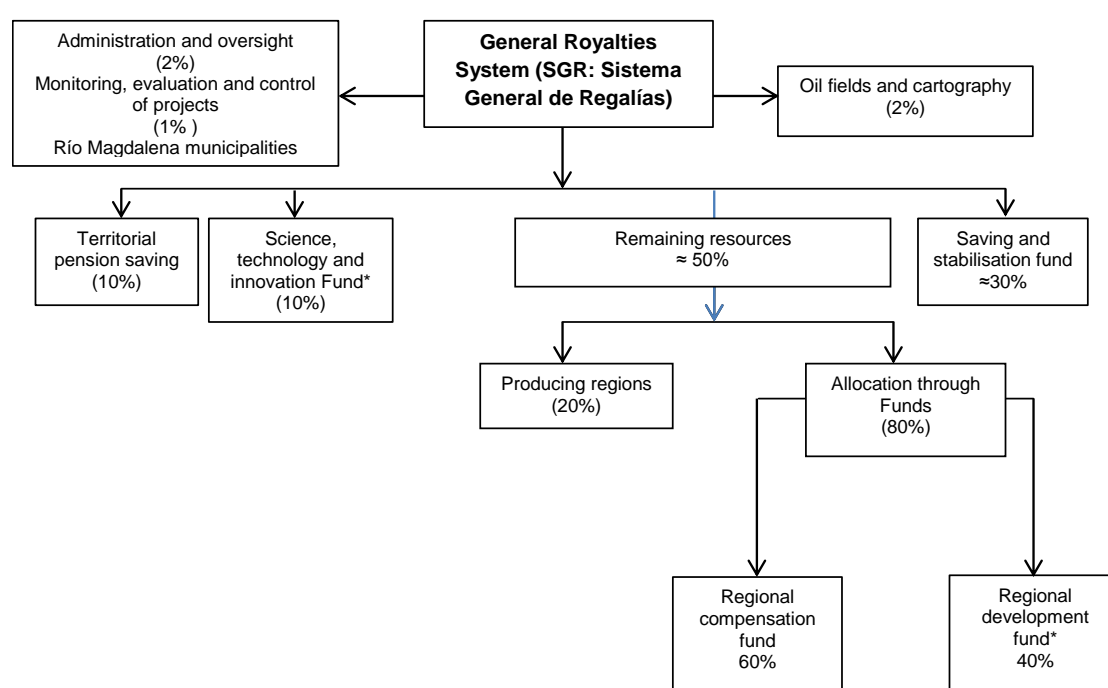 Administration and oversight
(2%)
Monitoring, evaluation and control
of projects
(1% )
Río Magdalena municipalities
General Royalties
System (SGR: Sistema
General de Regalías)
Oil fields and cartography
(2%)
Territorial
pension saving
(10%)
Science,
technology and
innovation Fund*
(10%)
Remaining resources
≈ 50%
Saving and
stabilisation fund
≈30%
Producing regions
(20%)
Allocation through
Funds
(80%)
Regional
compensation
fund
60%
Regional
development
fund*
40%